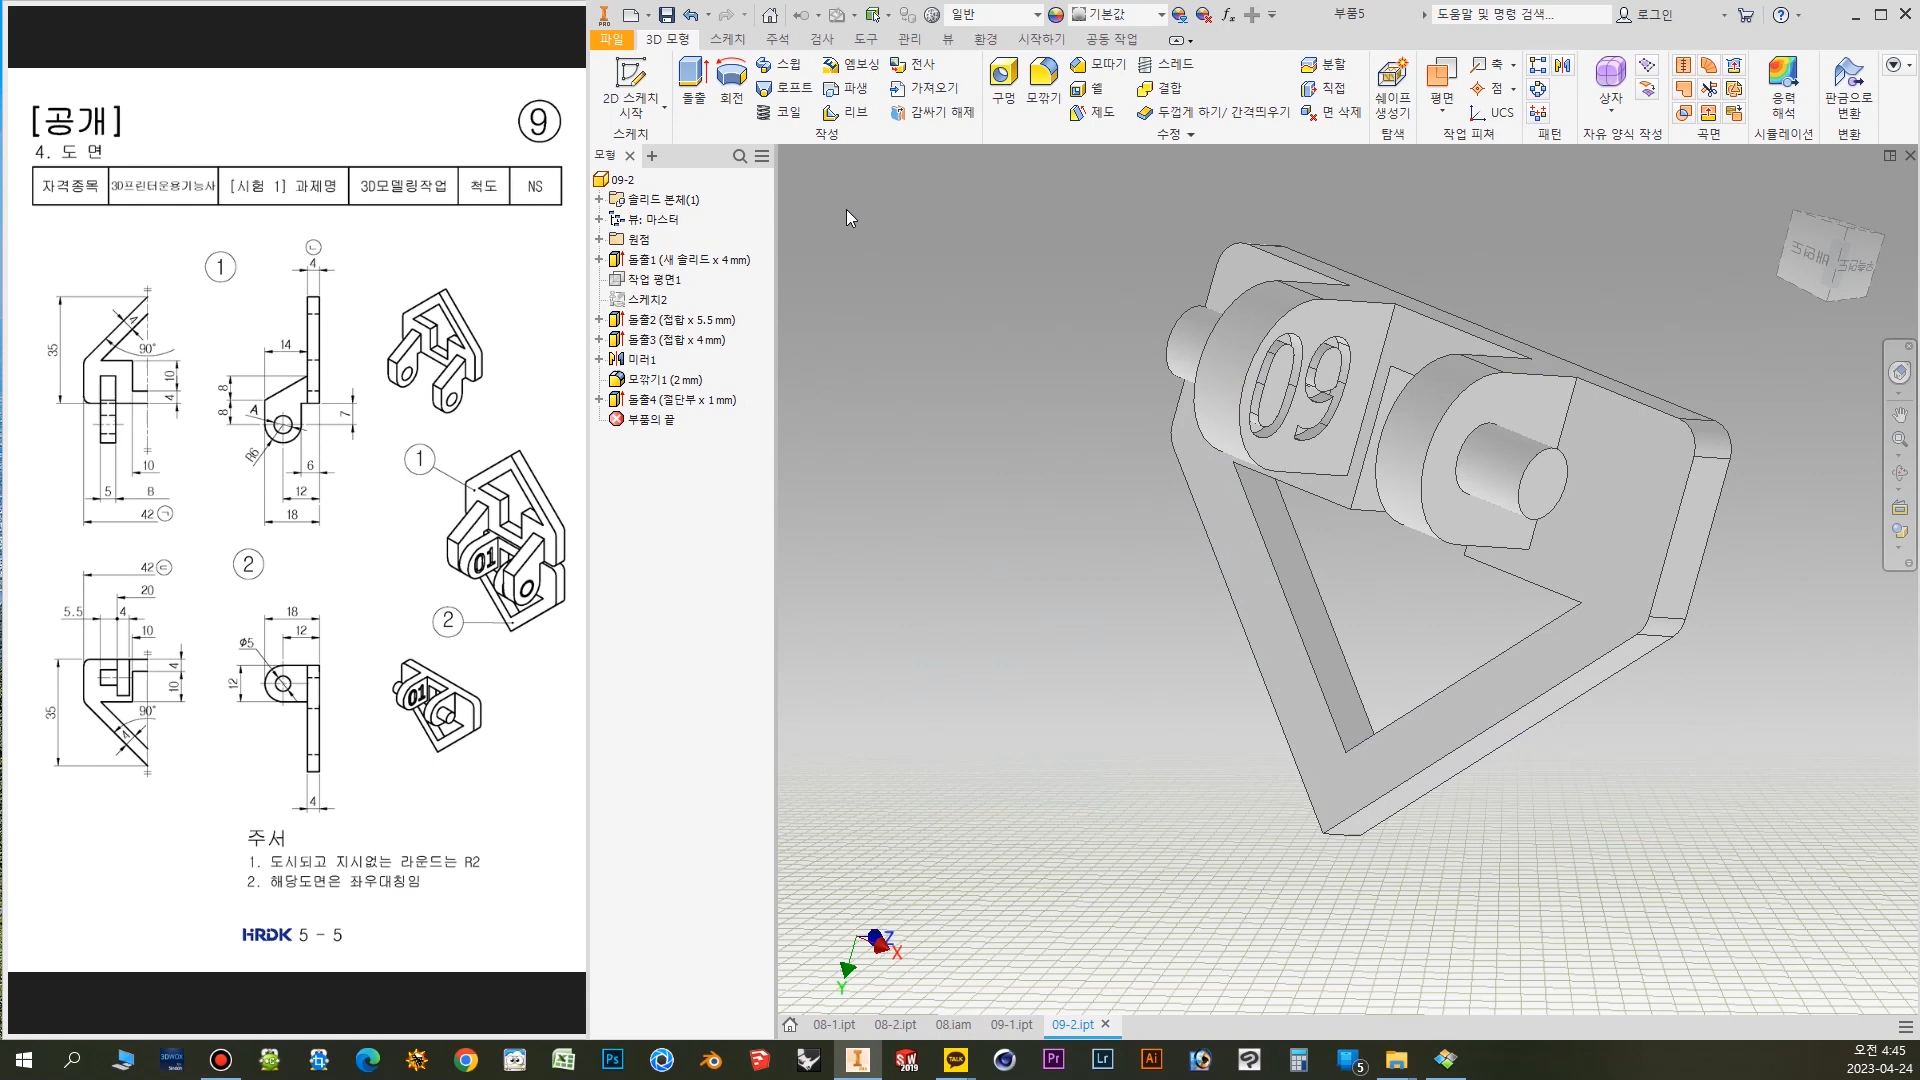 [공개]
9
4. 도 면
자격종목 3D프린터운용기능사 [시험 1] 과제명 3D모델링작업 척도 NS
1
ㄴ
4
35
4
90°
10
4
14
8
8
A
R6
7
6
12
18
10
5 B
42 ㄱ
1
01
2
42 ㄷ
20
5.5 4
10
4
10
35
90°
4
2
18
12
Ø5
12
4
01
주서
1. 도시되고 지시없는 라운드는 R2
2. 해당도면은 좌우대칭임
HRDK 5 - 5
일반
기본값
부품5
도움말 및 명령 검색...
로그인
파일 3D 모형 스케치 주석 검사 도구 관리 뷰 환경 시작하기 공동 작업
2D 스케치 시작
스케치
돌출
회전
스윕
로프트
코일
엠보싱
파생
리브
전사
가져오기
감싸기 해제
작성
구멍
모깎기
모따기
쉘
제도
스레드
결합
두껍게 하기/ 간격띄우기
분할
직접
면 삭제
수정
쉐이프 생성기
탐색
평면
축
점
UCS
작업 피쳐
패턴
상자
자유 양식 작성
곡면
응력 해석
시뮬레이션
판금으로 변환
변환
모형
09-2
솔리드 본체(1)
뷰: 마스터
원점
돌출1 (새 솔리드 x 4 mm)
작업 평면1
스케치2
돌출2 (접합 x 5.5 mm)
돌출3 (접합 x 4 mm)
미러1
모깎기1 (2 mm)
돌출4 (절단부 x 1 mm)
부품의 끝
09
Z
X
Y
08-1.ipt 08-2.ipt 08.iam 09-1.ipt 09-2.ipt
오전 4:45
2023-04-24